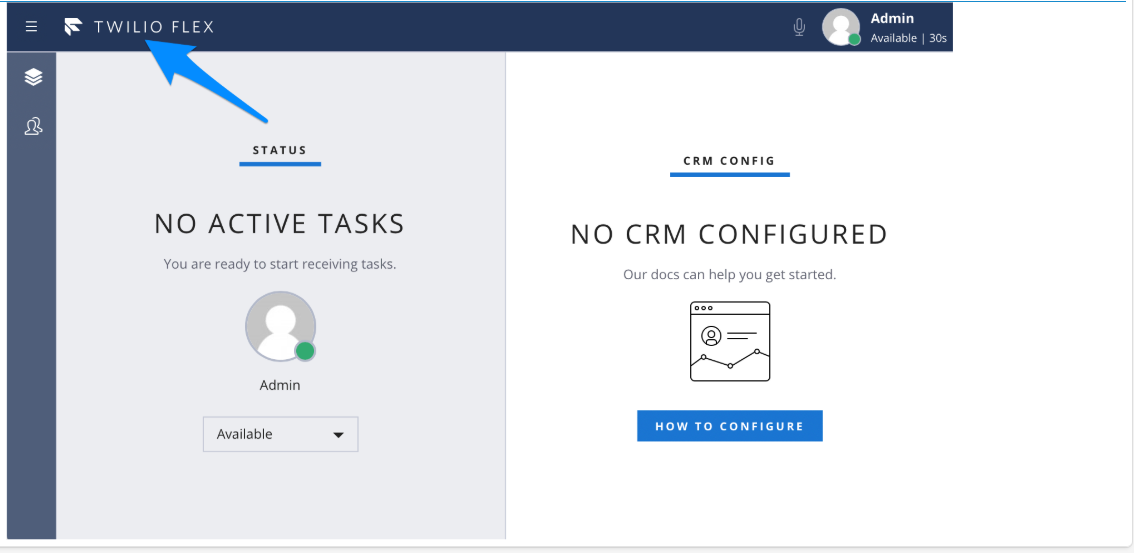 TWILIO FLEX
Admin
Available | 30s
STATUS
NO ACTIVE TASKS
You are ready to start receiving tasks.
Admin
Available
CRM CONFIG
NO CRM CONFIGURED
Our docs can help you get started.
HOW TO CONFIGURE